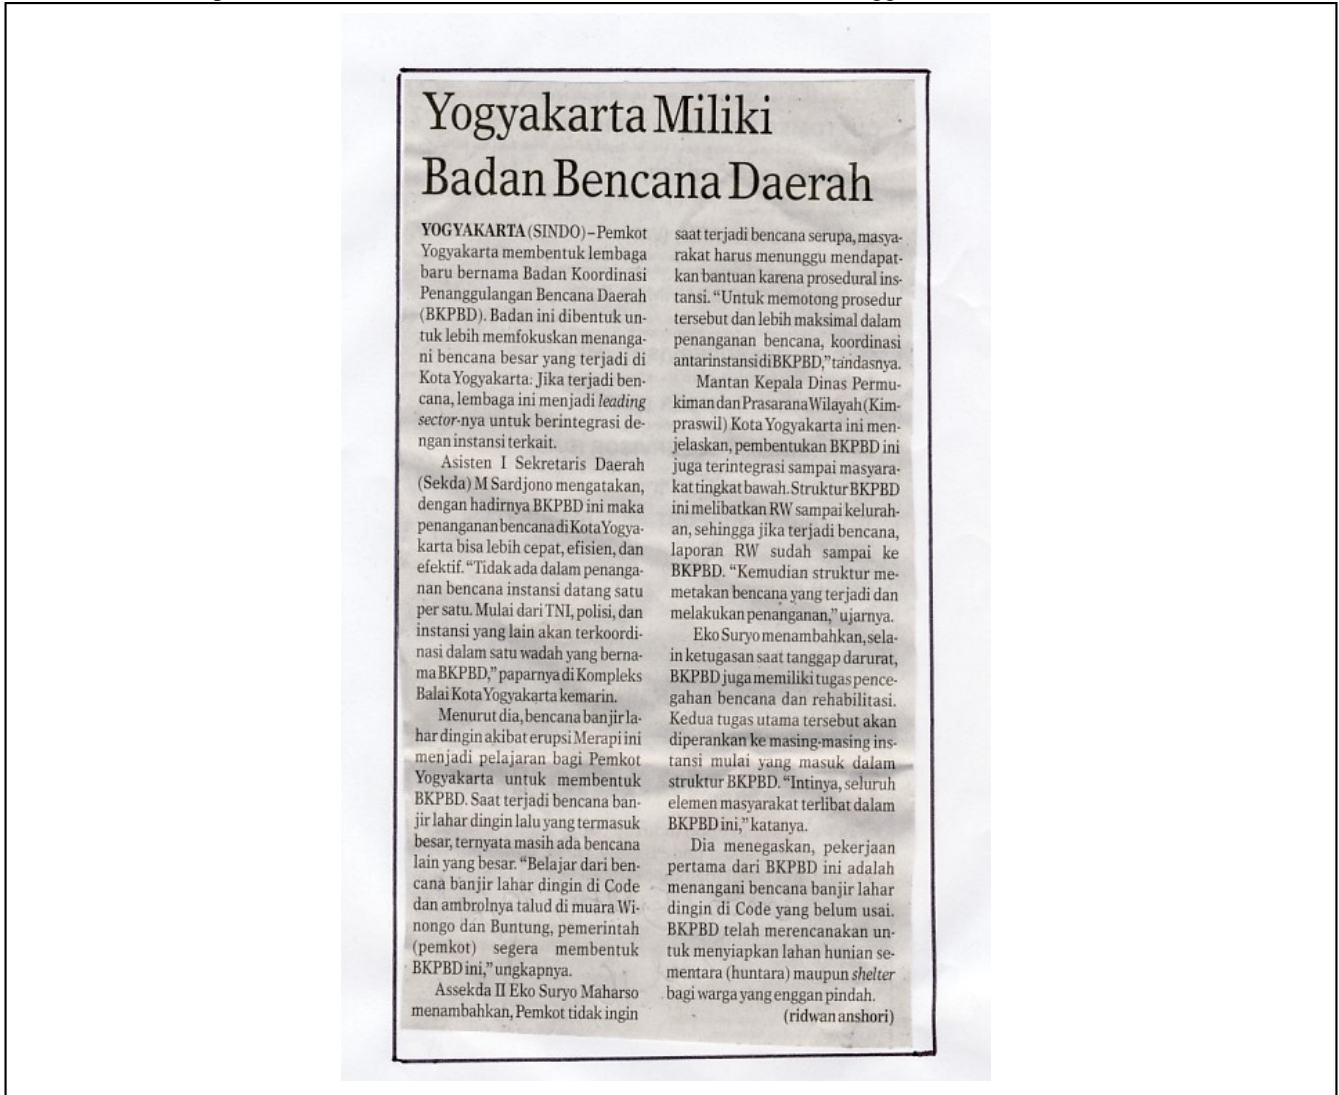 Yogyakarta Miliki
Badan Bencana Daerah
YOGYAKARTA (SINDO) – Pemkot
Yogyakarta membentuk lembaga
baru bernama Badan Koordinasi
Penanggulangan Bencana Daerah
(BKPBD). Badan ini dibentuk un-
tuk lebih memfokuskan menanga-
ni bencana besar yang terjadi di
Kota Yogyakarta. Jika terjadi ben-
cana, lembaga ini menjadi leading
sector-nya untuk berintegrasi de-
ngan instansi terkait.
Asisten I Sekretaris Daerah
(Sekda) M Sardjono mengatakan,
dengan hadirnya BKPBD ini maka
penanganan bencana di Kota Yogya-
karta bisa lebih cepat, efisien, dan
efektif. “Tidak ada dalam penanga-
nan bencana instansi datang satu
per satu. Mulai dari TNI, polisi, dan
instansi yang lain akan terkoordi-
nasi dalam satu wadah yang berna-
ma BKPBD,” paparnya di Kompleks
Balai Kota Yogyakarta kemarin.
Menurut dia, bencana banjir la-
har dingin akibat erupsi Merapi ini
menjadi pelajaran bagi Pemkot
Yogyakarta untuk membentuk
BKPBD. Saat terjadi bencana ban-
jir lahar dingin lalu yang termasuk
besar, ternyata masih ada bencana
lain yang besar. “Belajar dari ben-
cana banjir lahar dingin di Code
dan ambrolnya talud di muara Wi-
nongo dan Buntung, pemerintah
(pemkot) segera membentuk
BKPBD ini,” ungkapnya.
Assekda II Eko Suryo Maharso
menambahkan, Pemkot tidak ingin
saat terjadi bencana serupa, masya-
rakat harus menunggu mendapat-
kan bantuan karena prosedural ins-
tansi. “Untuk memotong prosedur
tersebut dan lebih maksimal dalam
penanganan bencana, koordinasi
antarinstansi di BKPBD,” tandasnya.
Mantan Kepala Dinas Permu-
kiman dan Prasarana Wilayah (Kim-
praswil) Kota Yogyakarta ini men-
jelaskan, pembentukan BKPBD ini
juga terintegrasi sampai masyara-
kat tingkat bawah. Struktur BKPBD
ini melibatkan RW sampai kelurah-
an, sehingga jika terjadi bencana,
laporan RW sudah sampai ke
BKPBD. “Kemudian struktur me-
metakan bencana yang terjadi dan
melakukan penanganan,” ujarnya.
Eko Suryo menambahkan, sela-
in ketugasan saat tanggap darurat,
BKPBD juga memiliki tugas pence-
gahan bencana dan rehabilitasi.
Kedua tugas utama tersebut akan
diperankan ke masing-masing ins-
tansi mulai yang masuk dalam
struktur BKPBD. “Intinya, seluruh
elemen masyarakat terlibat dalam
BKPBD ini,” katanya.
Dia menegaskan, pekerjaan
pertama dari BKPBD ini adalah
menangani bencana banjir lahar
dingin di Code yang belum usai.
BKPBD telah merencanakan un-
tuk menyiapkan lahan hunian se-
mentara (huntara) maupun shelter
bagi warga yang enggan pindah.
(ridwan anshori)